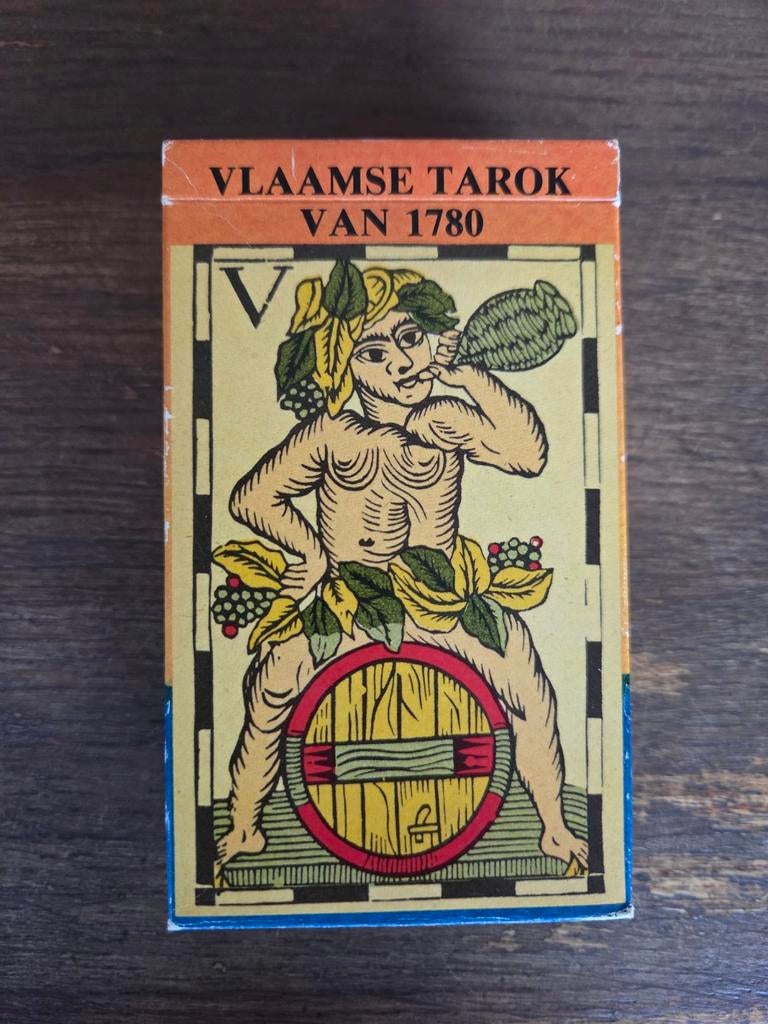 VLAAMSE TAROK
VAN 1780
V